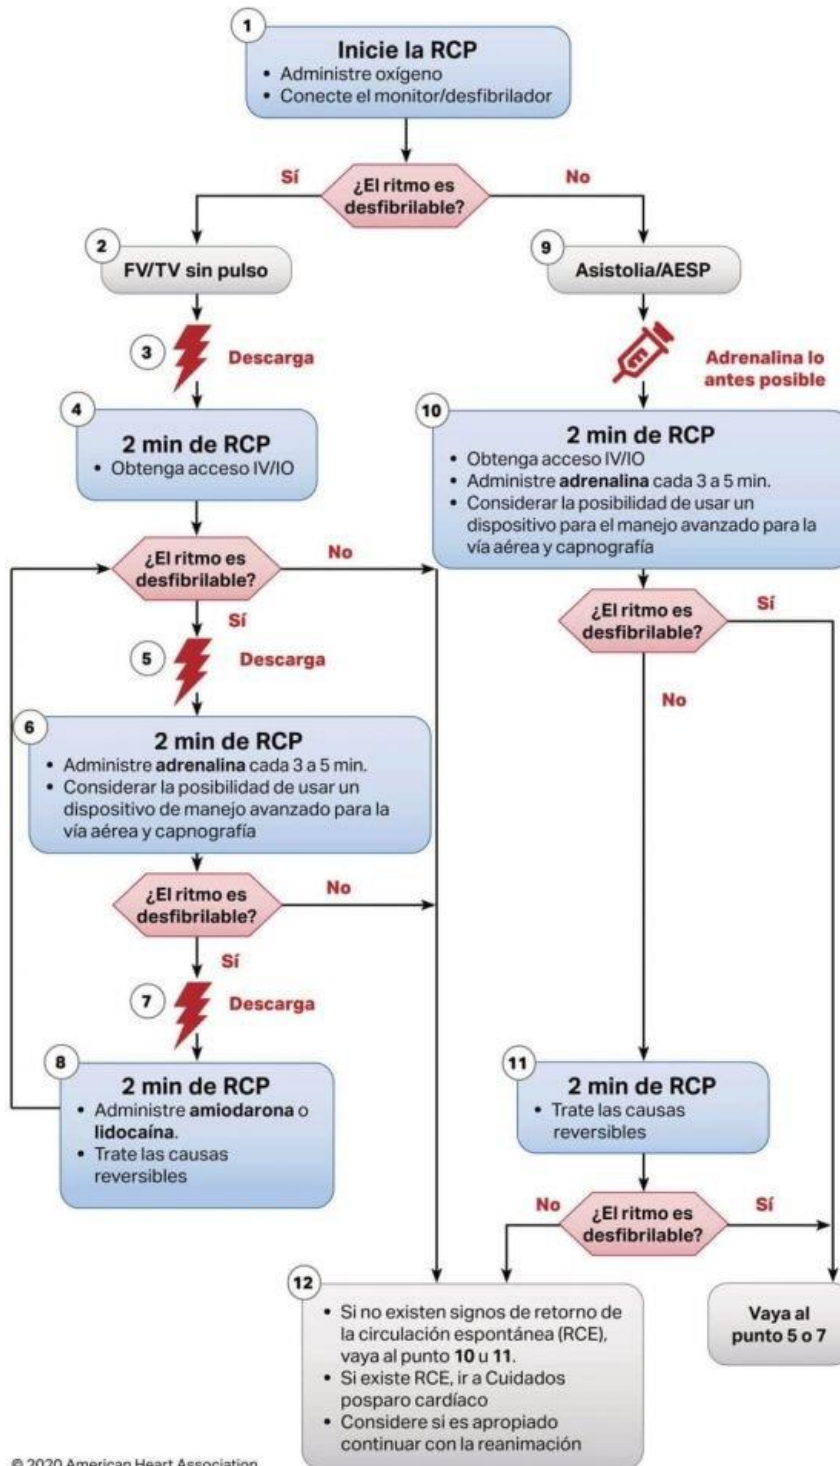 1
Inicie la RCP
• Administre oxígeno
• Conecte el monitor/desfibrilador
Sí
¿El ritmo es
desfibrilable?
No
2
FV/TV sin pulso
9
Asistolia/AESP
3
Descarga
Adrenalina lo
antes posible
4
2 min de RCP
• Obtenga acceso IV/IO
10
2 min de RCP
• Obtenga acceso IV/IO
• Administre adrenalina cada 3 a 5 min.
• Considerar la posibilidad de usar un
dispositivo para el manejo avanzado para la
vía aérea y capnografía
¿El ritmo es
desfibrilable?
No
Sí
¿El ritmo es
desfibrilable?
Sí
No
5
Descarga
6
2 min de RCP
• Administre adrenalina cada 3 a 5 min.
• Considerar la posibilidad de usar un
dispositivo de manejo avanzado para la
vía aérea y capnografía
¿El ritmo es
desfibrilable?
No
Sí
7
Descarga
8
2 min de RCP
• Administre amiodarona o
lidocaína.
• Trate las causas
reversibles
11
2 min de RCP
• Trate las causas
reversibles
No
¿El ritmo es
desfibrilable?
Sí
12
• Si no existen signos de retorno de
la circulación espontánea (RCE),
vaya al punto 10 u 11.
• Si existe RCE, ir a Cuidados
posparo cardíaco
• Considere si es apropiado
continuar con la reanimación
Vaya al
punto 5 o 7
© 2020 American Heart Association